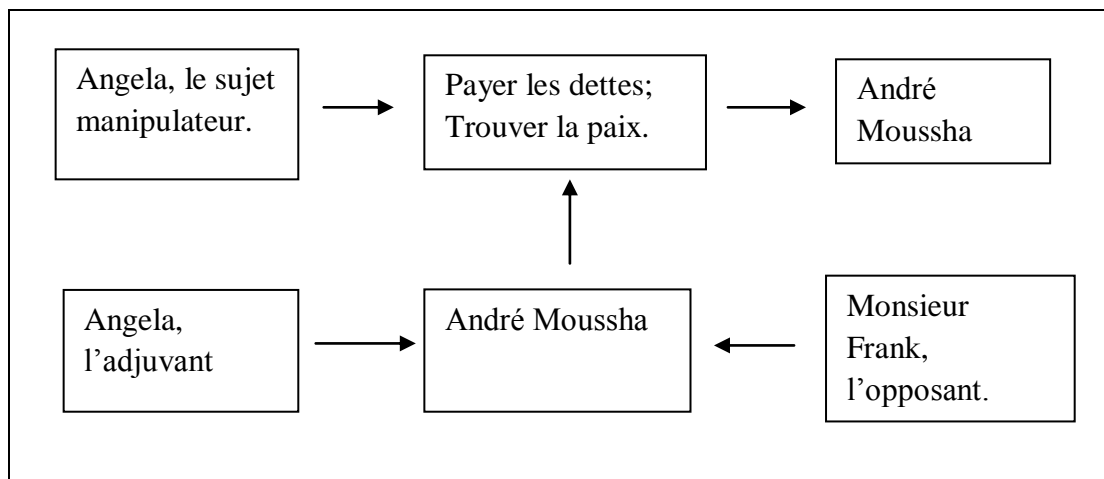 Angela, le sujet
manipulateur.
Payer les dettes;
Trouver la paix.
André
Moussha
Angela,
l’adjuvant
André Moussha
Monsieur
Frank,
l’opposant.